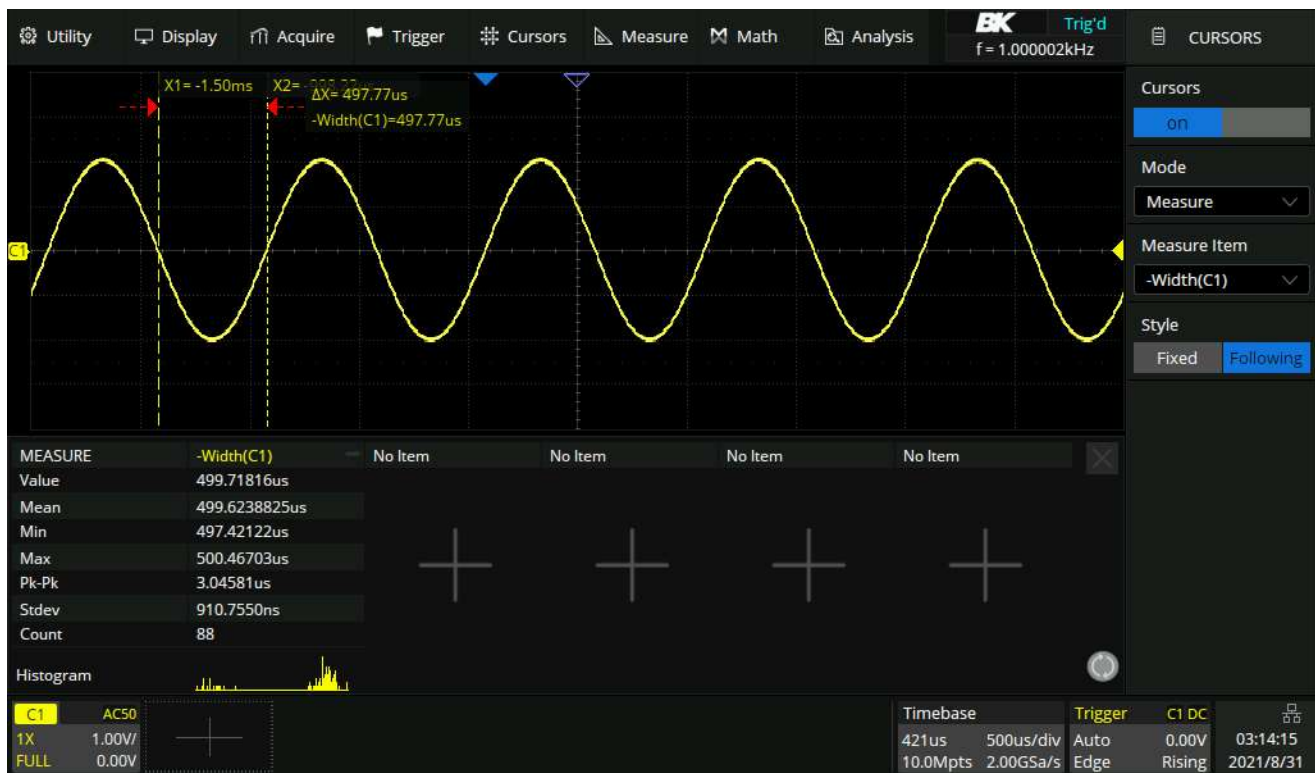 Utility Display Acquire Trigger Cursors Measure Math Analysis BK Trig'd CURSORS
f = 1.000002kHz
X1= -1.50ms X2=
ΔX= 497.77us
-Width(C1)=497.77us
C1
Cursors
on
Mode
Measure
Measure Item
-Width(C1)
Style
Fixed Following
MEASURE -Width(C1) No Item No Item No Item No Item
Value 499.71816us
Mean 499.6238825us
Min 497.42122us
Max 500.46703us
Pk-Pk 3.04581us
Stdev 910.7550ns
Count 88
Histogram
C1 AC50 Timebase Trigger C1 DC
1X 1.00V/ 421us 500us/div Auto 0.00V 03:14:15
FULL 0.00V 10.0Mpts 2.00GSa/s Edge Rising 2021/8/31